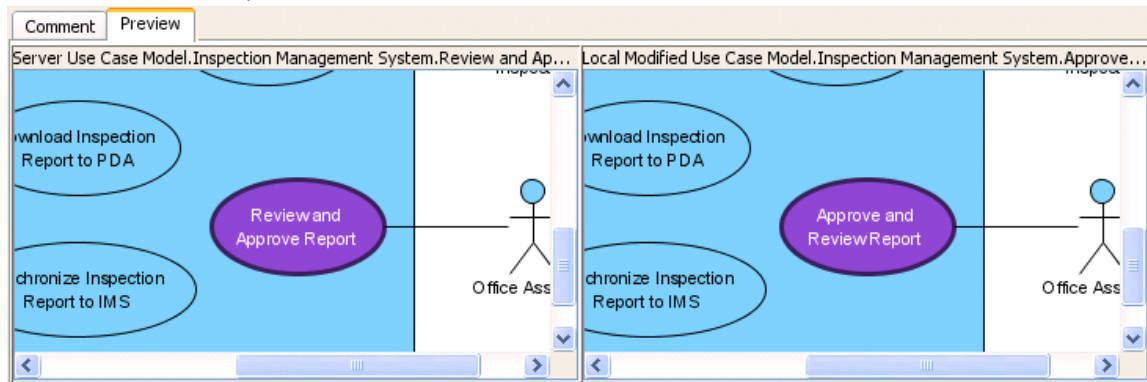 Comment Preview
Server Use Case Model.Inspection Management System.Review and Ap...
wnload Inspection
Report to PDA
Review and
Approve Report
chronize Inspection
Report to IMS
Office Ass
Local Modified Use Case Model.Inspection Management System.Approve...
wnload Inspection
Report to PDA
Approve and
Review Report
chronize Inspection
Report to IMS
Office Ass